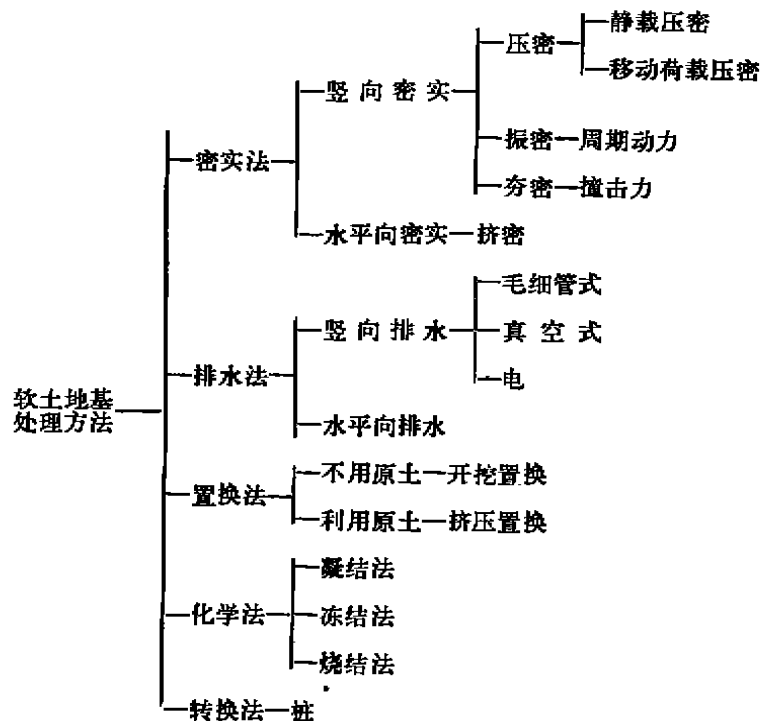 软土地基
处理方法
密实法
竖向密实
压密
静载压密
移动荷载压密
振密
周期动力
夯密
撞击力
水平向密实
挤密
排水法
竖向排水
毛细管式
真空式
电
水平向排水
置换法
不用原土
开挖置换
利用原土
挤压置换
化学法
凝结法
冻结法
烧结法
转换法
桩